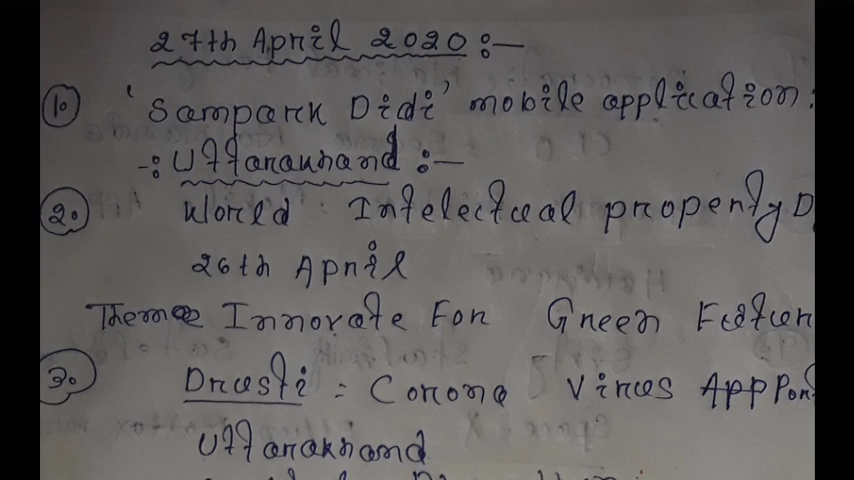 27th April 2020 :-
1. 'Sampark Didi' mobile application:
-: Uttarakhand :-
2. World Intelectual property D
26th April
Theme Innovate For Green Futur
3. Drusti = Corona Virus App
Uttarakhand